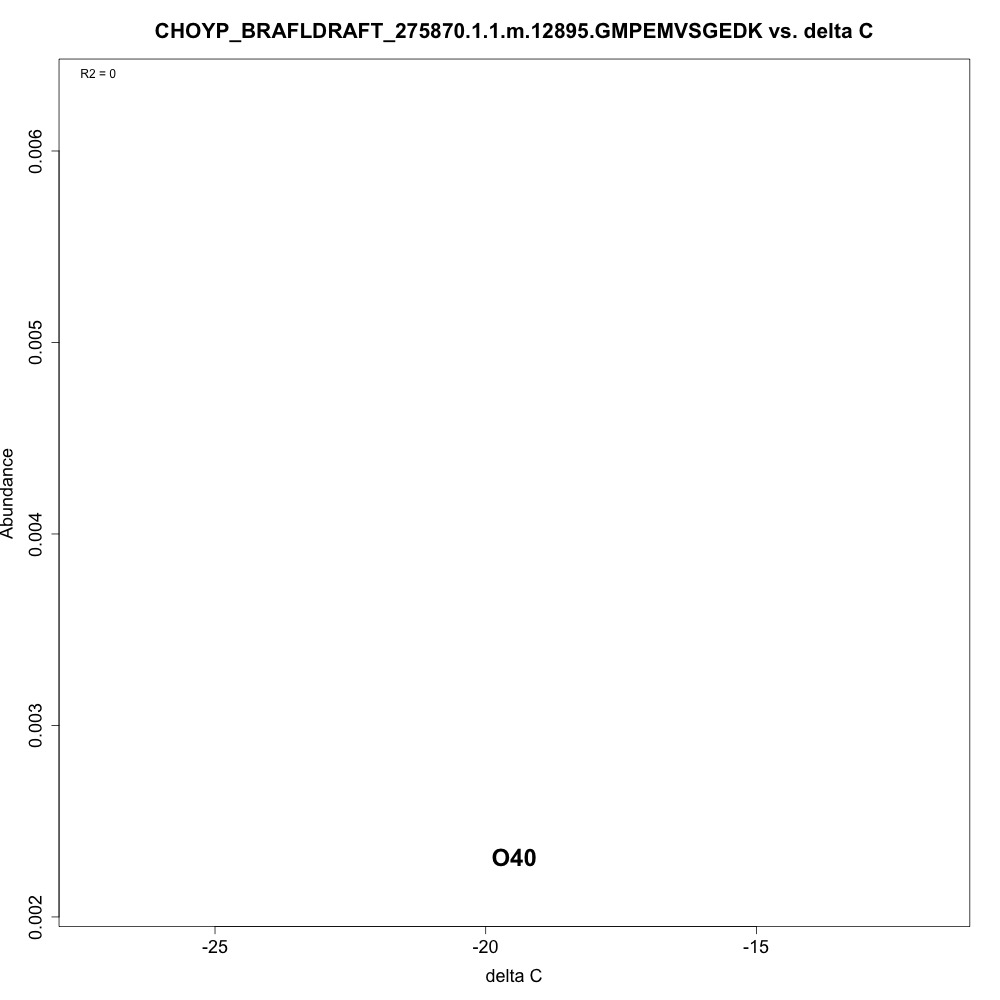 CHOYP_BRAFLDRAFT_275870.1.1.m.12895.GMPEMVSGEDK vs. delta C
R2 = 0
0.006
0.005
0.004
0.003
0.002
Abundance
O40
-25
-20
-15
delta C